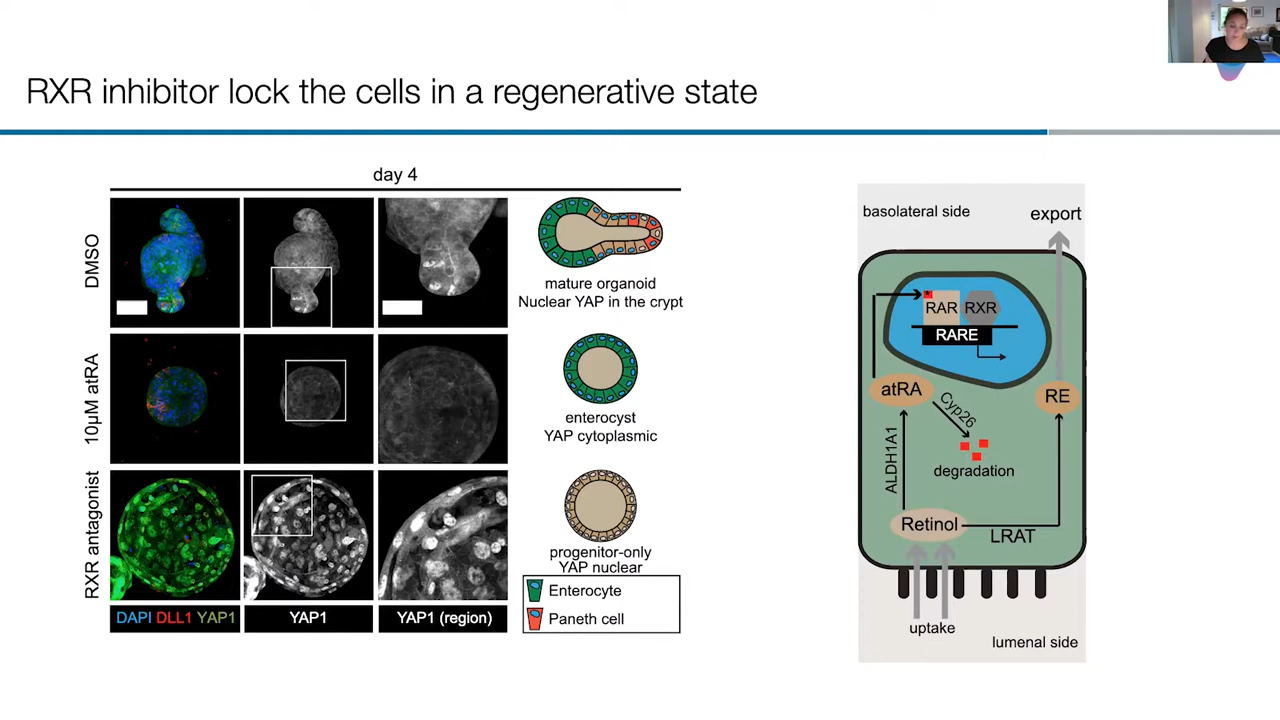 RXR inhibitor lock the cells in a regenerative state
day 4
DMSO
10µM atRA
RXR antagonist
mature organoid
Nuclear YAP in the crypt
enterocyst
YAP cytoplasmic
progenitor-only
YAP nuclear
Enterocyte
Paneth cell
DAPI DLL1 YAP1
YAP1
YAP1 (region)
basolateral side
export
RAR
RXR
RARE
atRA
Cyp26
RE
ALDH1A1
degradation
Retinol
LRAT
uptake
lumenal side